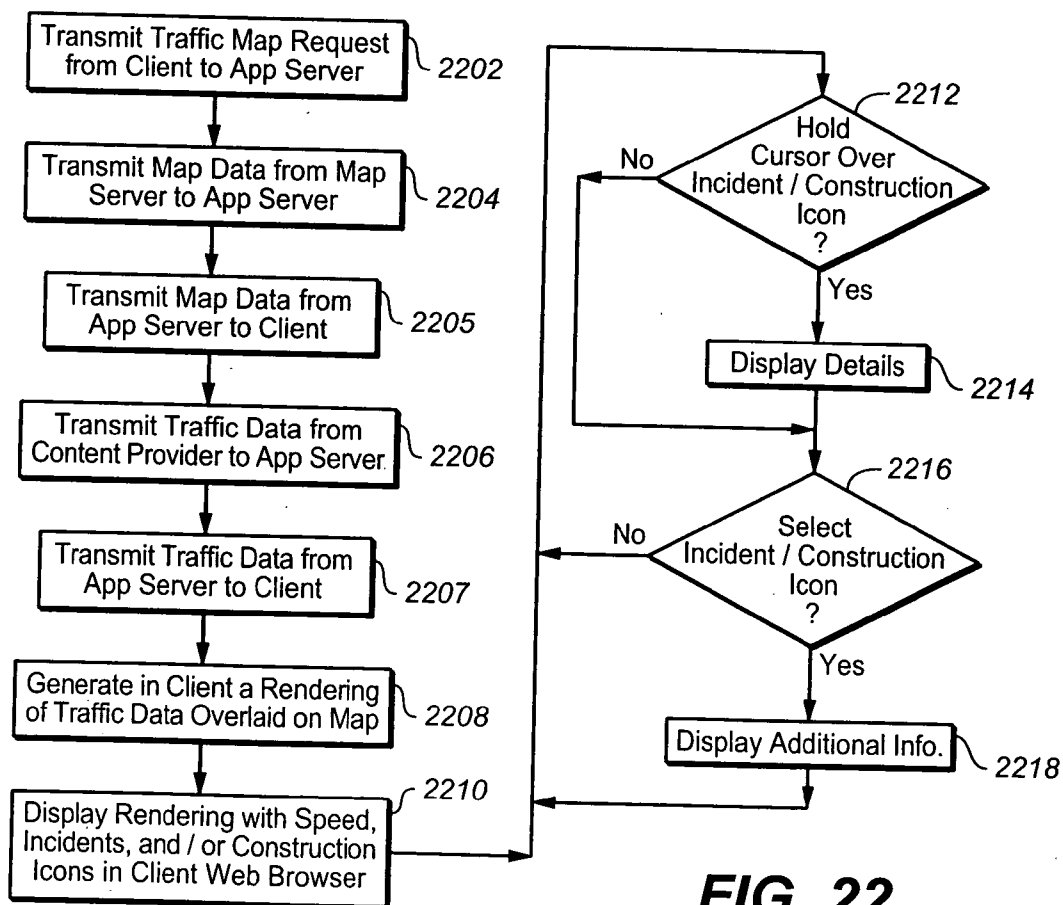 Transmit Traffic Map Request
from Client to App Server
2202
Transmit Map Data from Map
Server to App Server
2204
Transmit Map Data from
App Server to Client
2205
Transmit Traffic Data from
Content Provider to App Server
2206
Transmit Traffic Data from
App Server to Client
2207
Generate in Client a Rendering
of Traffic Data Overlaid on Map
2208
2210
Display Rendering with Speed,
Incidents, and / or Construction
Icons in Client Web Browser
2212
Hold
Cursor Over
Incident / Construction
Icon
?
No
Yes
Display Details
2214
2216
Select
Incident / Construction
Icon
?
No
Yes
Display Additional Info.
2218
FIG. 22